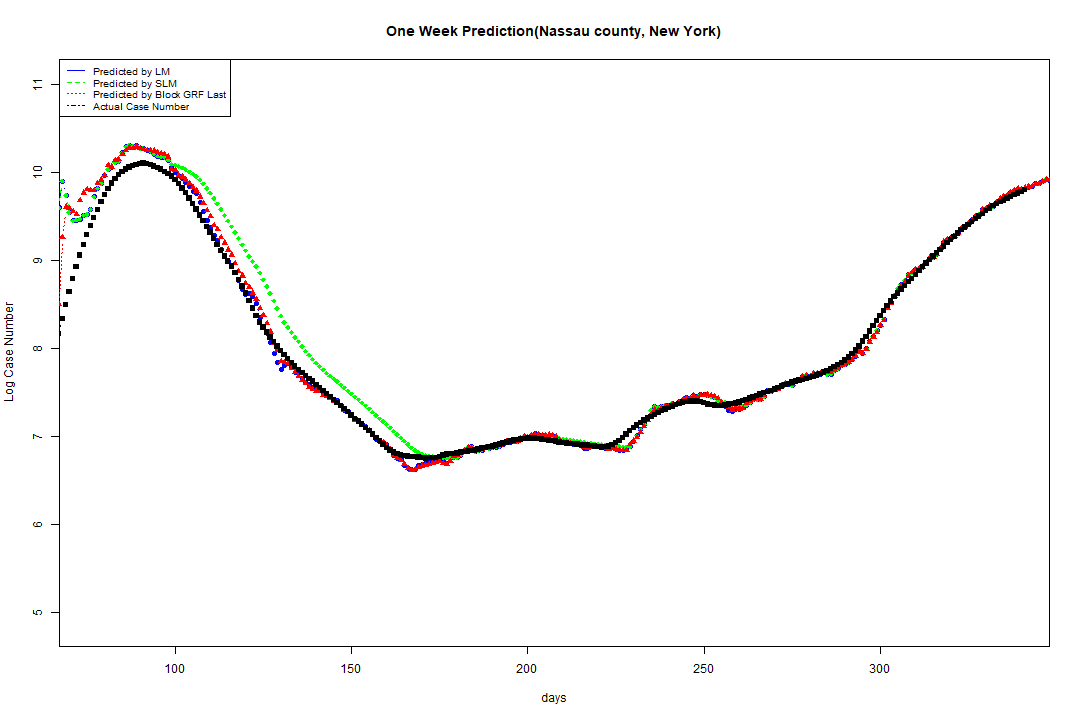 One Week Prediction(Nassau county, New York)
Predicted by LM
Predicted by SLM
Predicted by Block GRF Last
Actual Case Number
11
10
9
8
7
6
5
Log Case Number
100 150 200 250 300
days